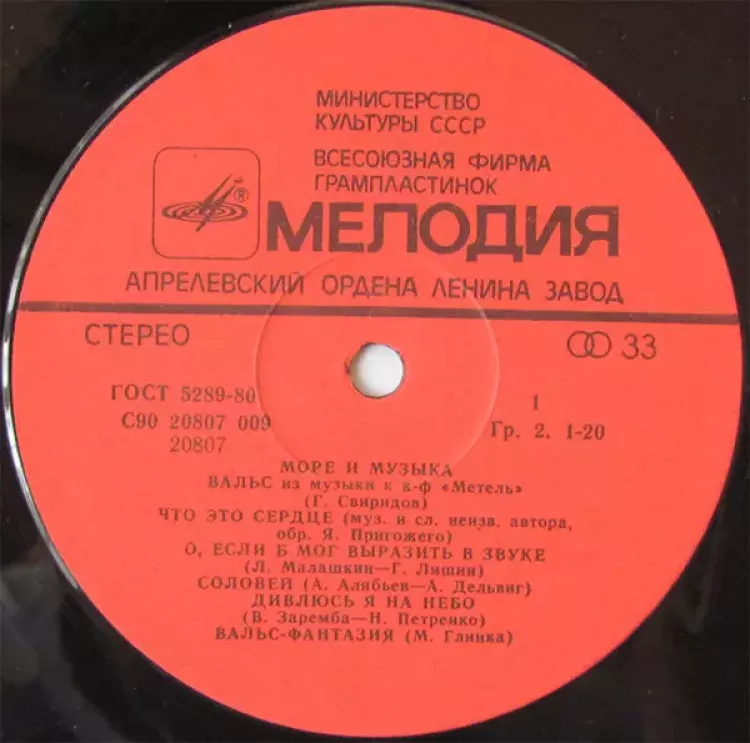 МИНИСТЕРСТВО
КУЛЬТУРЫ СССР
ВСЕСОЮЗНАЯ ФИРМА
ГРАМПЛАСТИНОК
®
МЕЛОДИЯ
АПРЕЛЕВСКИЙ ОРДЕНА ЛЕНИНА ЗАВОД
СТЕРЕО
33
ГОСТ 5289-80
С90 20807 009
20807
1
Гр. 2. 1-20
МОРЕ И МУЗЫКА
ВАЛЬС из музыки к к-ф «Метель»
(Г. Свиридов)
ЧТО ЭТО СЕРДЦЕ (муз. и сл. неизв. автора,
обр. Я. Пригожего)
О, ЕСЛИ Б МОГ ВЫРАЗИТЬ В ЗВУКЕ
(Л. Малашкин—Г. Лишин)
СОЛОВЕЙ (А. Алябьев—А. Дельвиг)
ДИВЛЮСЬ Я НА НЕБО
(В. Заремба—Н. Петренко)
ВАЛЬС-ФАНТАЗИЯ (М. Глинка)